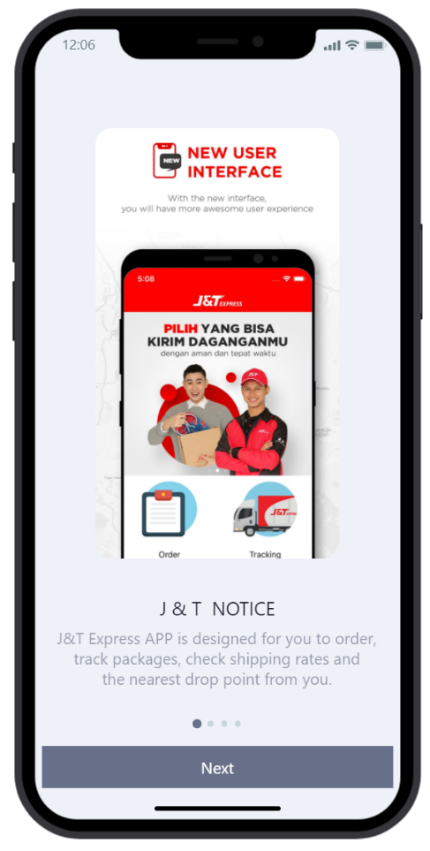 12:06
NEW
NEW USER
INTERFACE
With the new interface,
you will have more awesome user experience
5:08
J&T EXPRESS
PILIH YANG BISA
KIRIM DAGANGANMU
dengan aman dan tepat waktu
J&T
Order
Tracking
J & T NOTICE
J&T Express APP is designed for you to order,
track packages, check shipping rates and
the nearest drop point from you.
Next